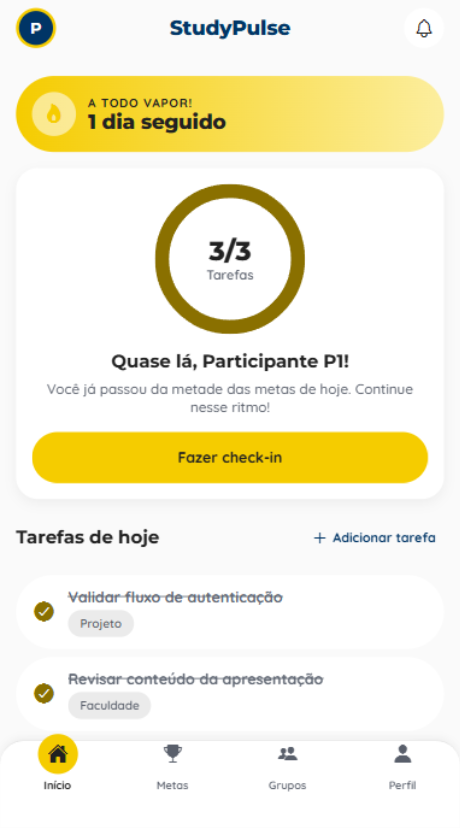 P
StudyPulse
A TODO VAPOR!
1 dia seguido
3/3
Tarefas
Quase lá, Participante P1!
Você já passou da metade das metas de hoje. Continue
nesse ritmo!
Fazer check-in
Tarefas de hoje
+ Adicionar tarefa
Validar fluxo de autenticação
Projeto
Revisar conteúdo da apresentação
Faculdade
Início
Metas
Grupos
Perfil